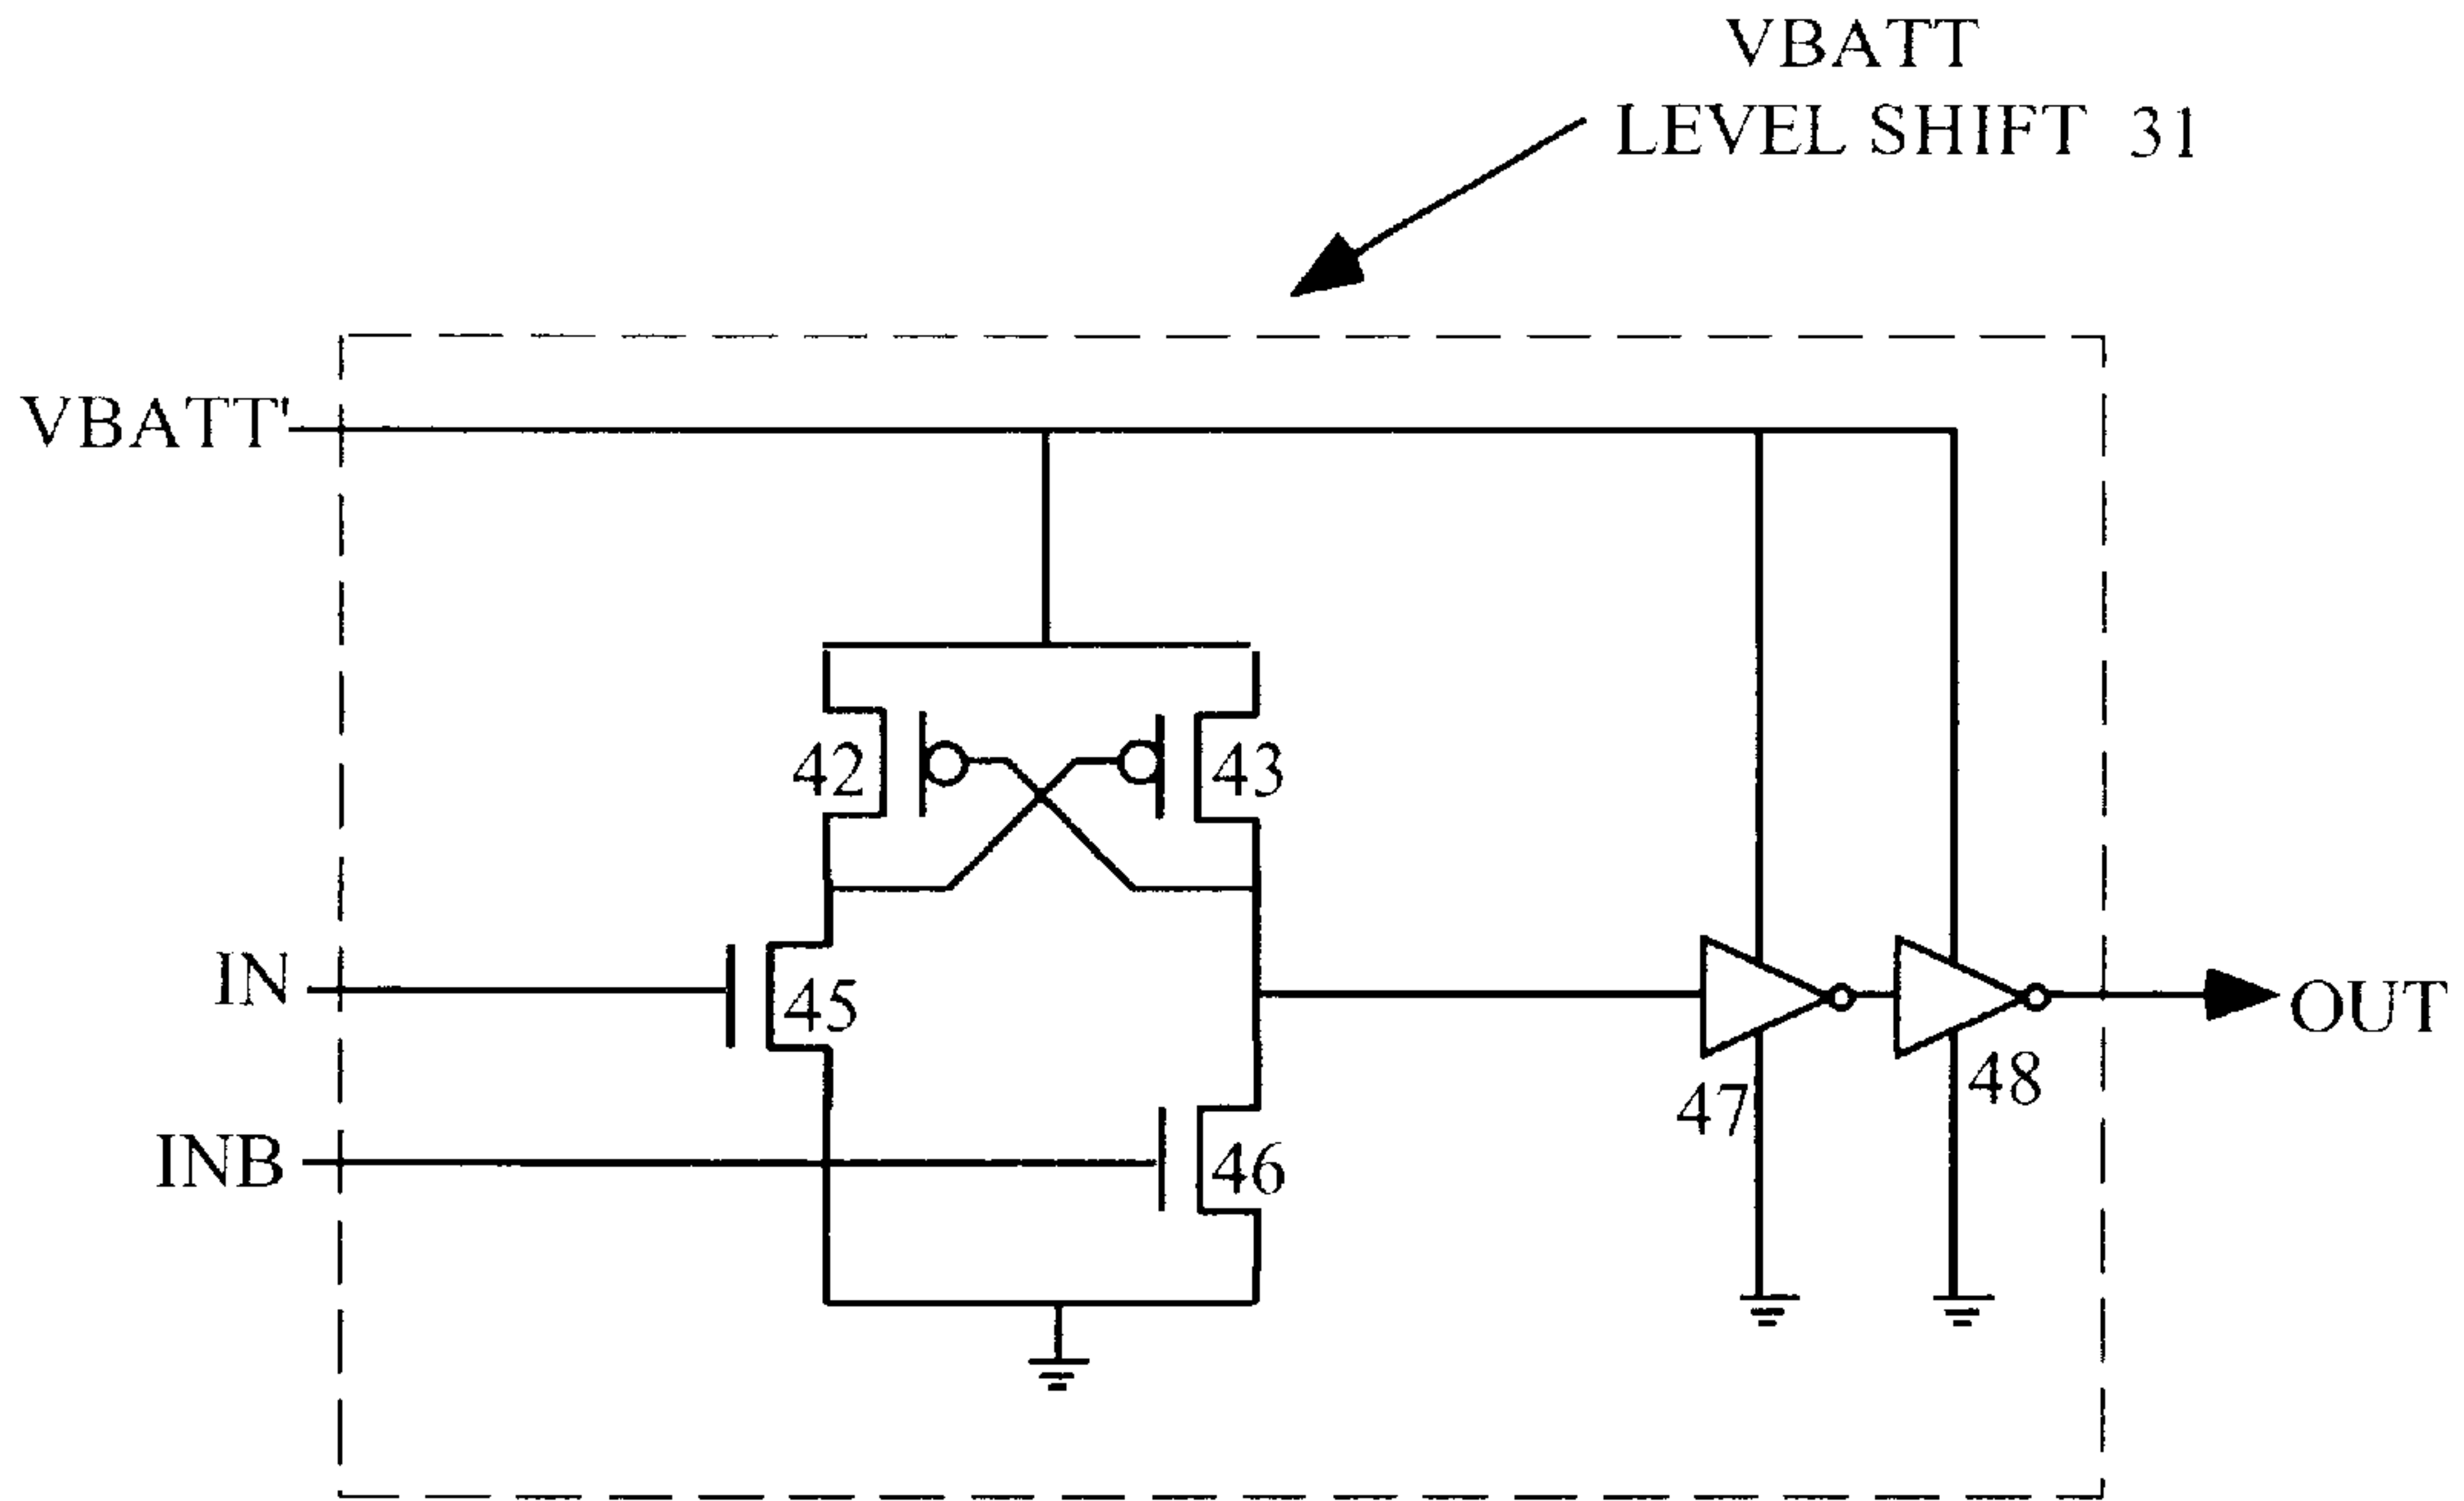 VBATT
LEVEL SHIFT 31
VBATT'
42
43
IN
45
OUT
48
47
INB
46